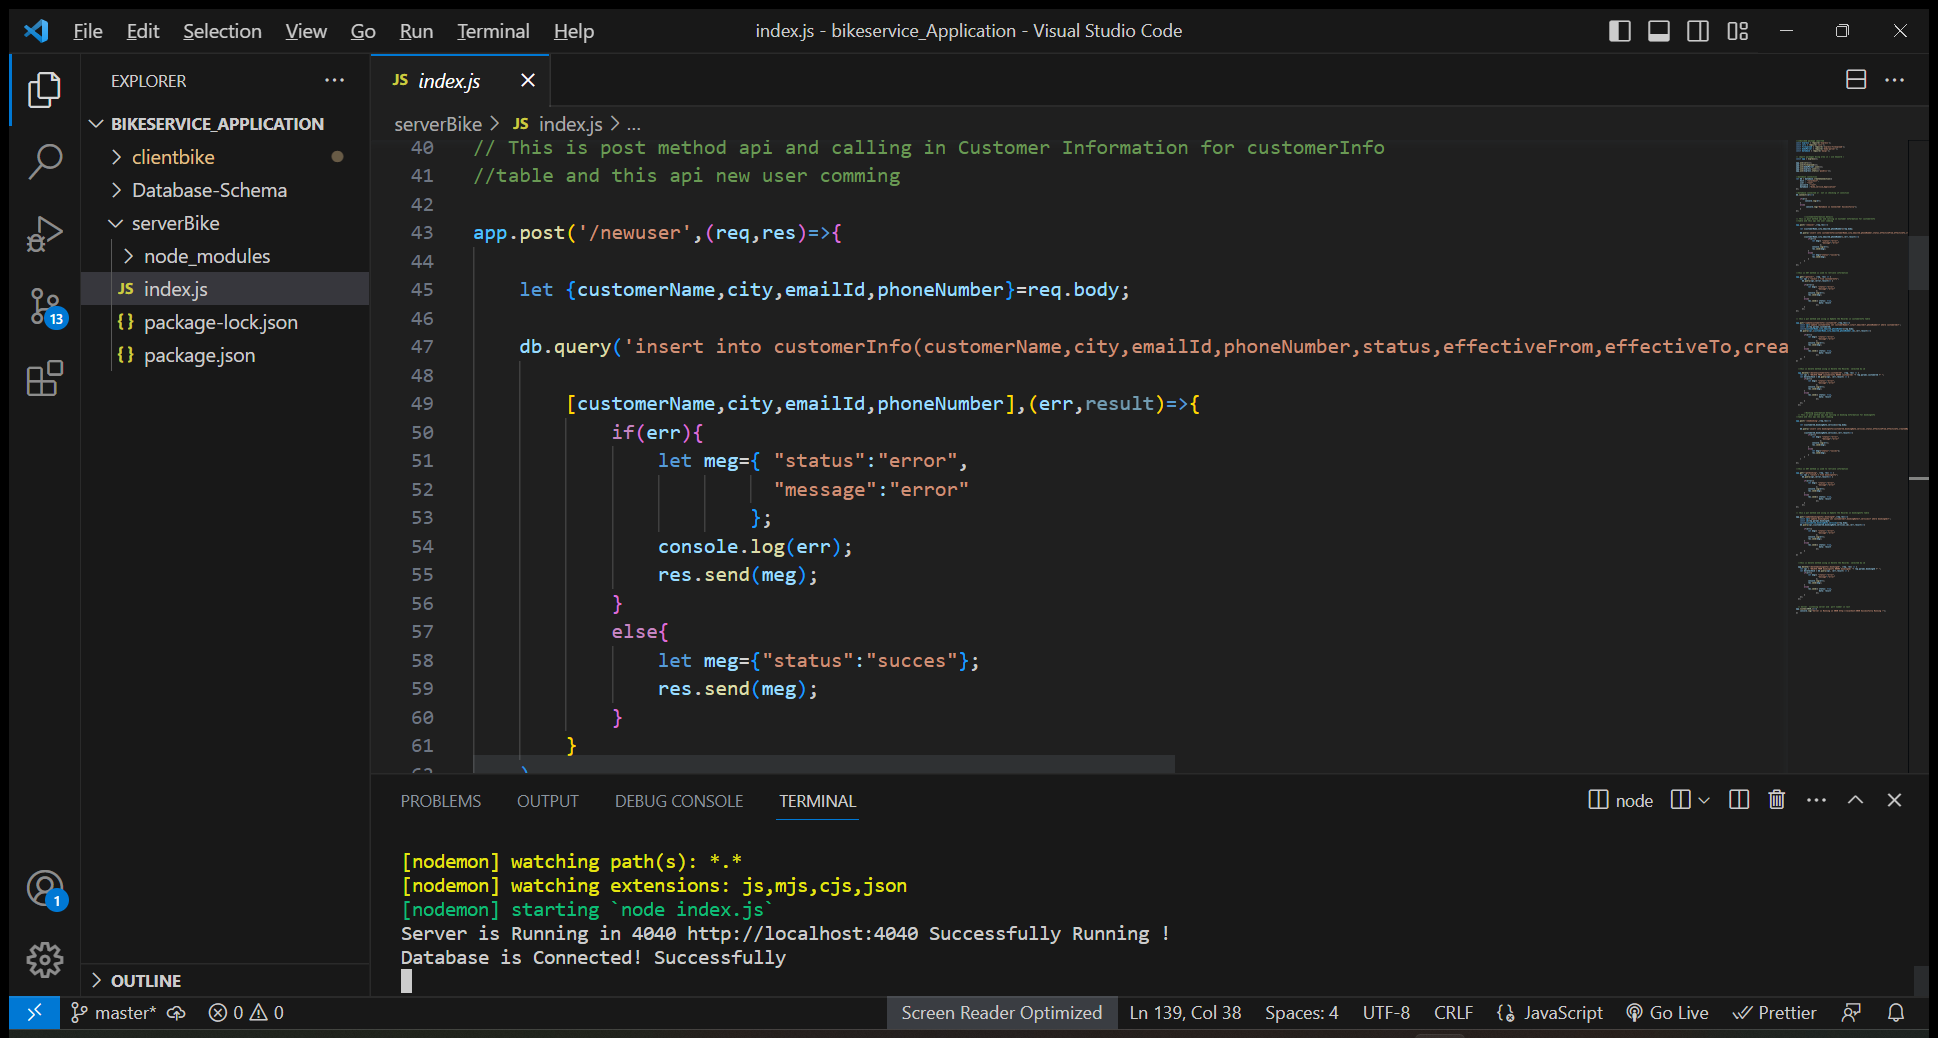 File Edit Selection View Go Run Terminal Help
index.js - bikeservice_Application - Visual Studio Code
EXPLORER
BIKESERVICE_APPLICATION
clientbike
Database-Schema
serverBike
node_modules
JS index.js
{} package-lock.json
{} package.json
OUTLINE
13
1
JS index.js
serverBike > JS index.js > ...
40 // This is post method api and calling in Customer Information for customerInfo
41 //table and this api new user comming
42
43 app.post('/newuser',(req,res)=>{
44
45 let {customerName,city,emailId,phoneNumber}=req.body;
46
47 db.query('insert into customerInfo(customerName,city,emailId,phoneNumber,status,effectiveFrom,effectiveTo,crea
48
49 [customerName,city,emailId,phoneNumber],(err,result)=>{
50 if(err){
51 let meg={ "status":"error",
52 "message":"error"
53 };
54 console.log(err);
55 res.send(meg);
56 }
57 else{
58 let meg={"status":"succes"};
59 res.send(meg);
60 }
61 }
PROBLEMS OUTPUT DEBUG CONSOLE TERMINAL
node
[nodemon] watching path(s): *.*
[nodemon] watching extensions: js,mjs,cjs,json
[nodemon] starting `node index.js`
Server is Running in 4040 http://localhost:4040 Successfully Running !
Database is Connected! Successfully
master* 0 0 Screen Reader Optimized Ln 139, Col 38 Spaces: 4 UTF-8 CRLF JavaScript Go Live Prettier